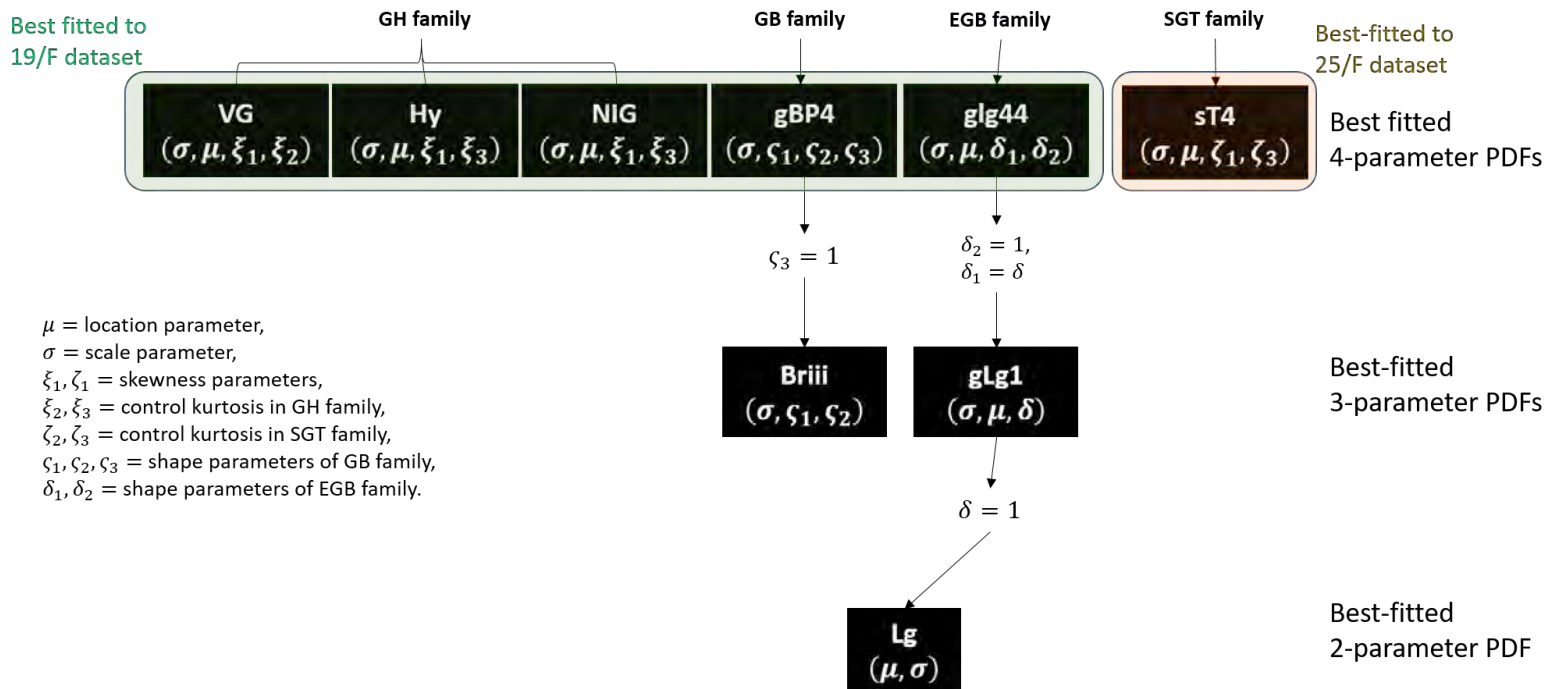 GH family
GB family
EGB family
SGT family
Best fitted to
19/F dataset
Best-fitted to
25/F dataset
VG
(σ, μ, ξ₁, ξ₂)
Hy
(σ, μ, ξ₁, ξ₃)
NIG
(σ, μ, ξ₁, ξ₃)
gBP4
(σ, ς₁, ς₂, ς₃)
glg44
(σ, μ, δ₁, δ₂)
sT4
(σ, μ, ζ₁, ζ₃)
Best fitted
4-parameter PDFs
ς₃ = 1
δ₂ = 1,
δ₁ = δ
μ = location parameter,
σ = scale parameter,
ξ₁, ζ₁ = skewness parameters,
ξ₂, ξ₃ = control kurtosis in GH family,
ζ₂, ζ₃ = control kurtosis in SGT family,
ς₁, ς₂, ς₃ = shape parameters of GB family,
δ₁, δ₂ = shape parameters of EGB family.
Briii
(σ, ς₁, ς₂)
gLg1
(σ, μ, δ)
Best-fitted
3-parameter PDFs
δ = 1
Lg
(μ, σ)
Best-fitted
2-parameter PDF